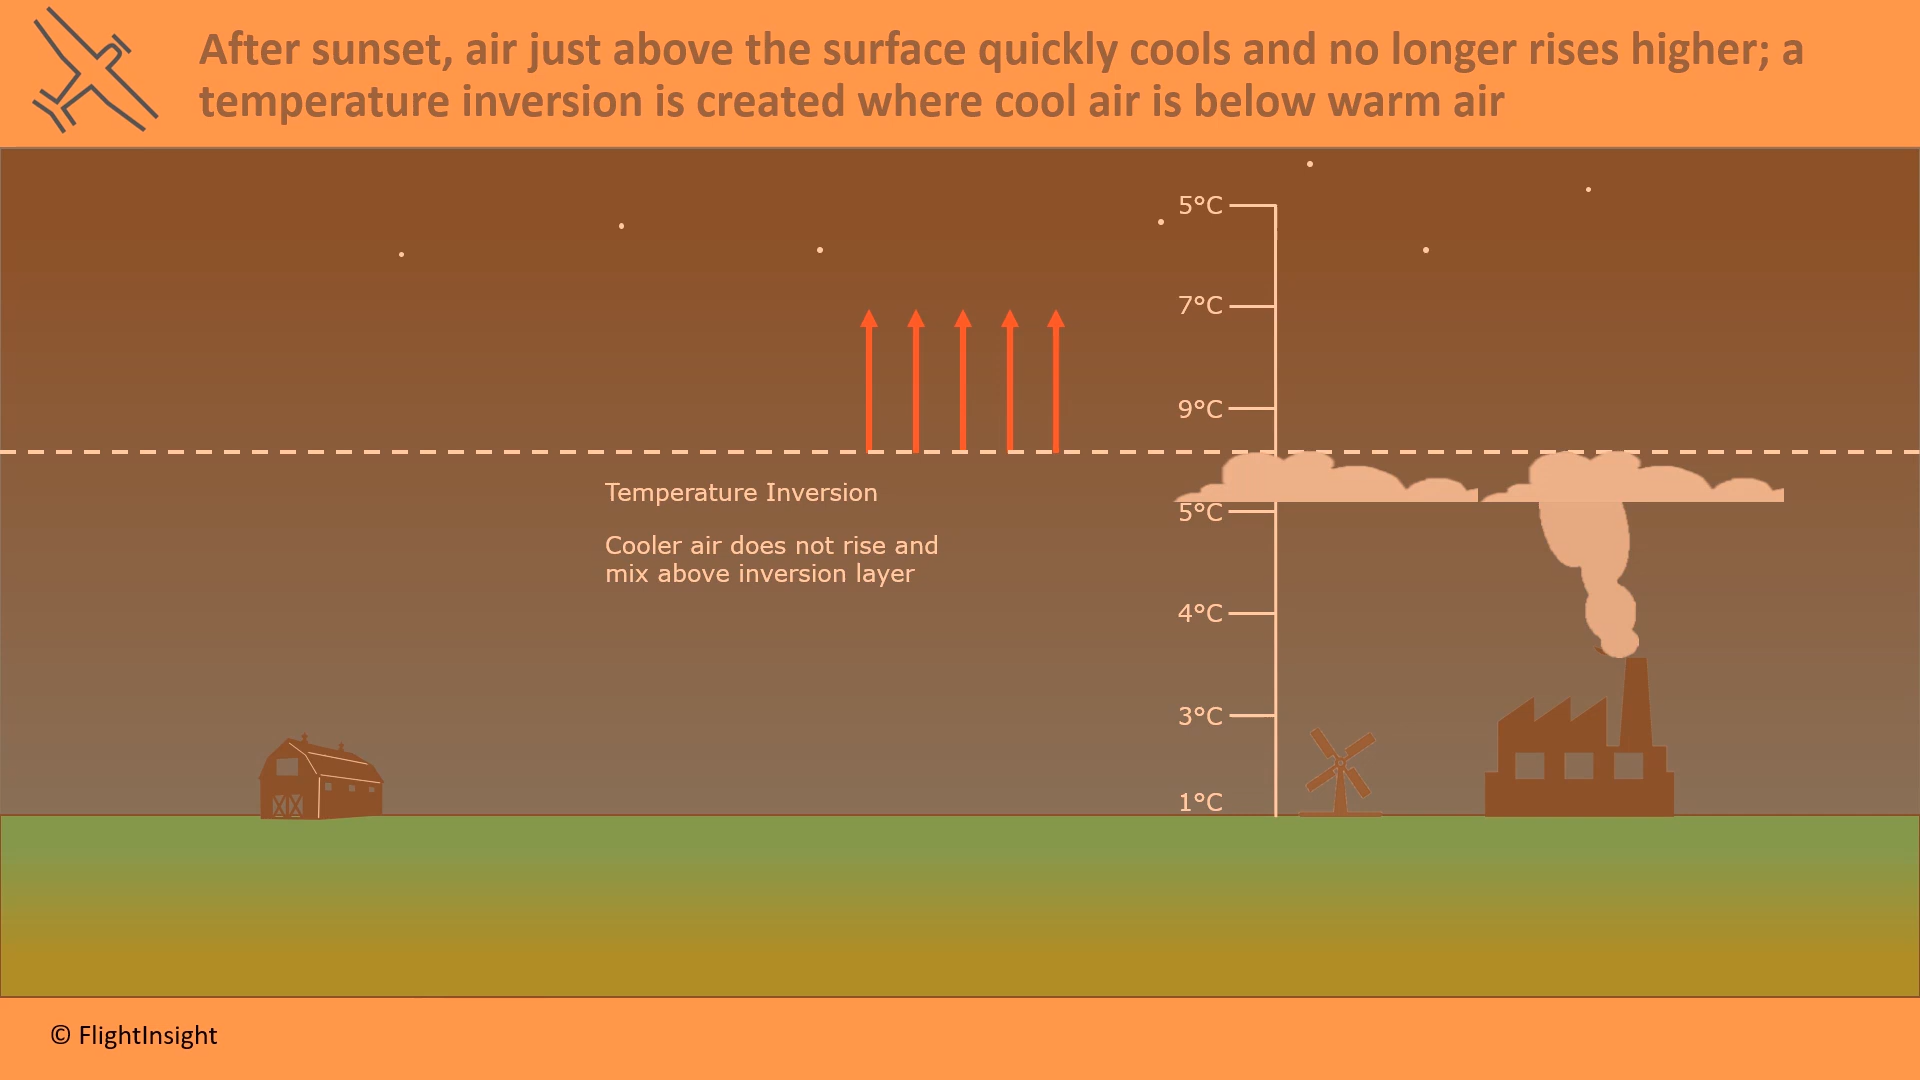 After sunset, air just above the surface quickly cools and no longer rises higher; a
temperature inversion is created where cool air is below warm air
5°C
7°C
9°C
Temperature Inversion
5°C
Cooler air does not rise and
mix above inversion layer
4°C
3°C
1°C
© FlightInsight